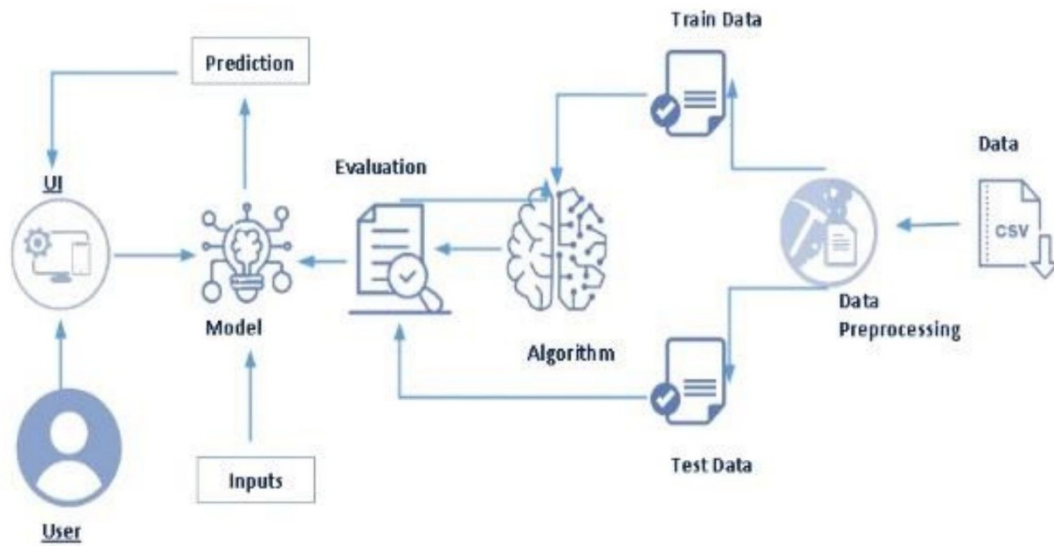 Train Data
Prediction
Data
Evaluation
UI
CSV
Model
Data
Preprocessing
Algorithm
Test Data
Inputs
User